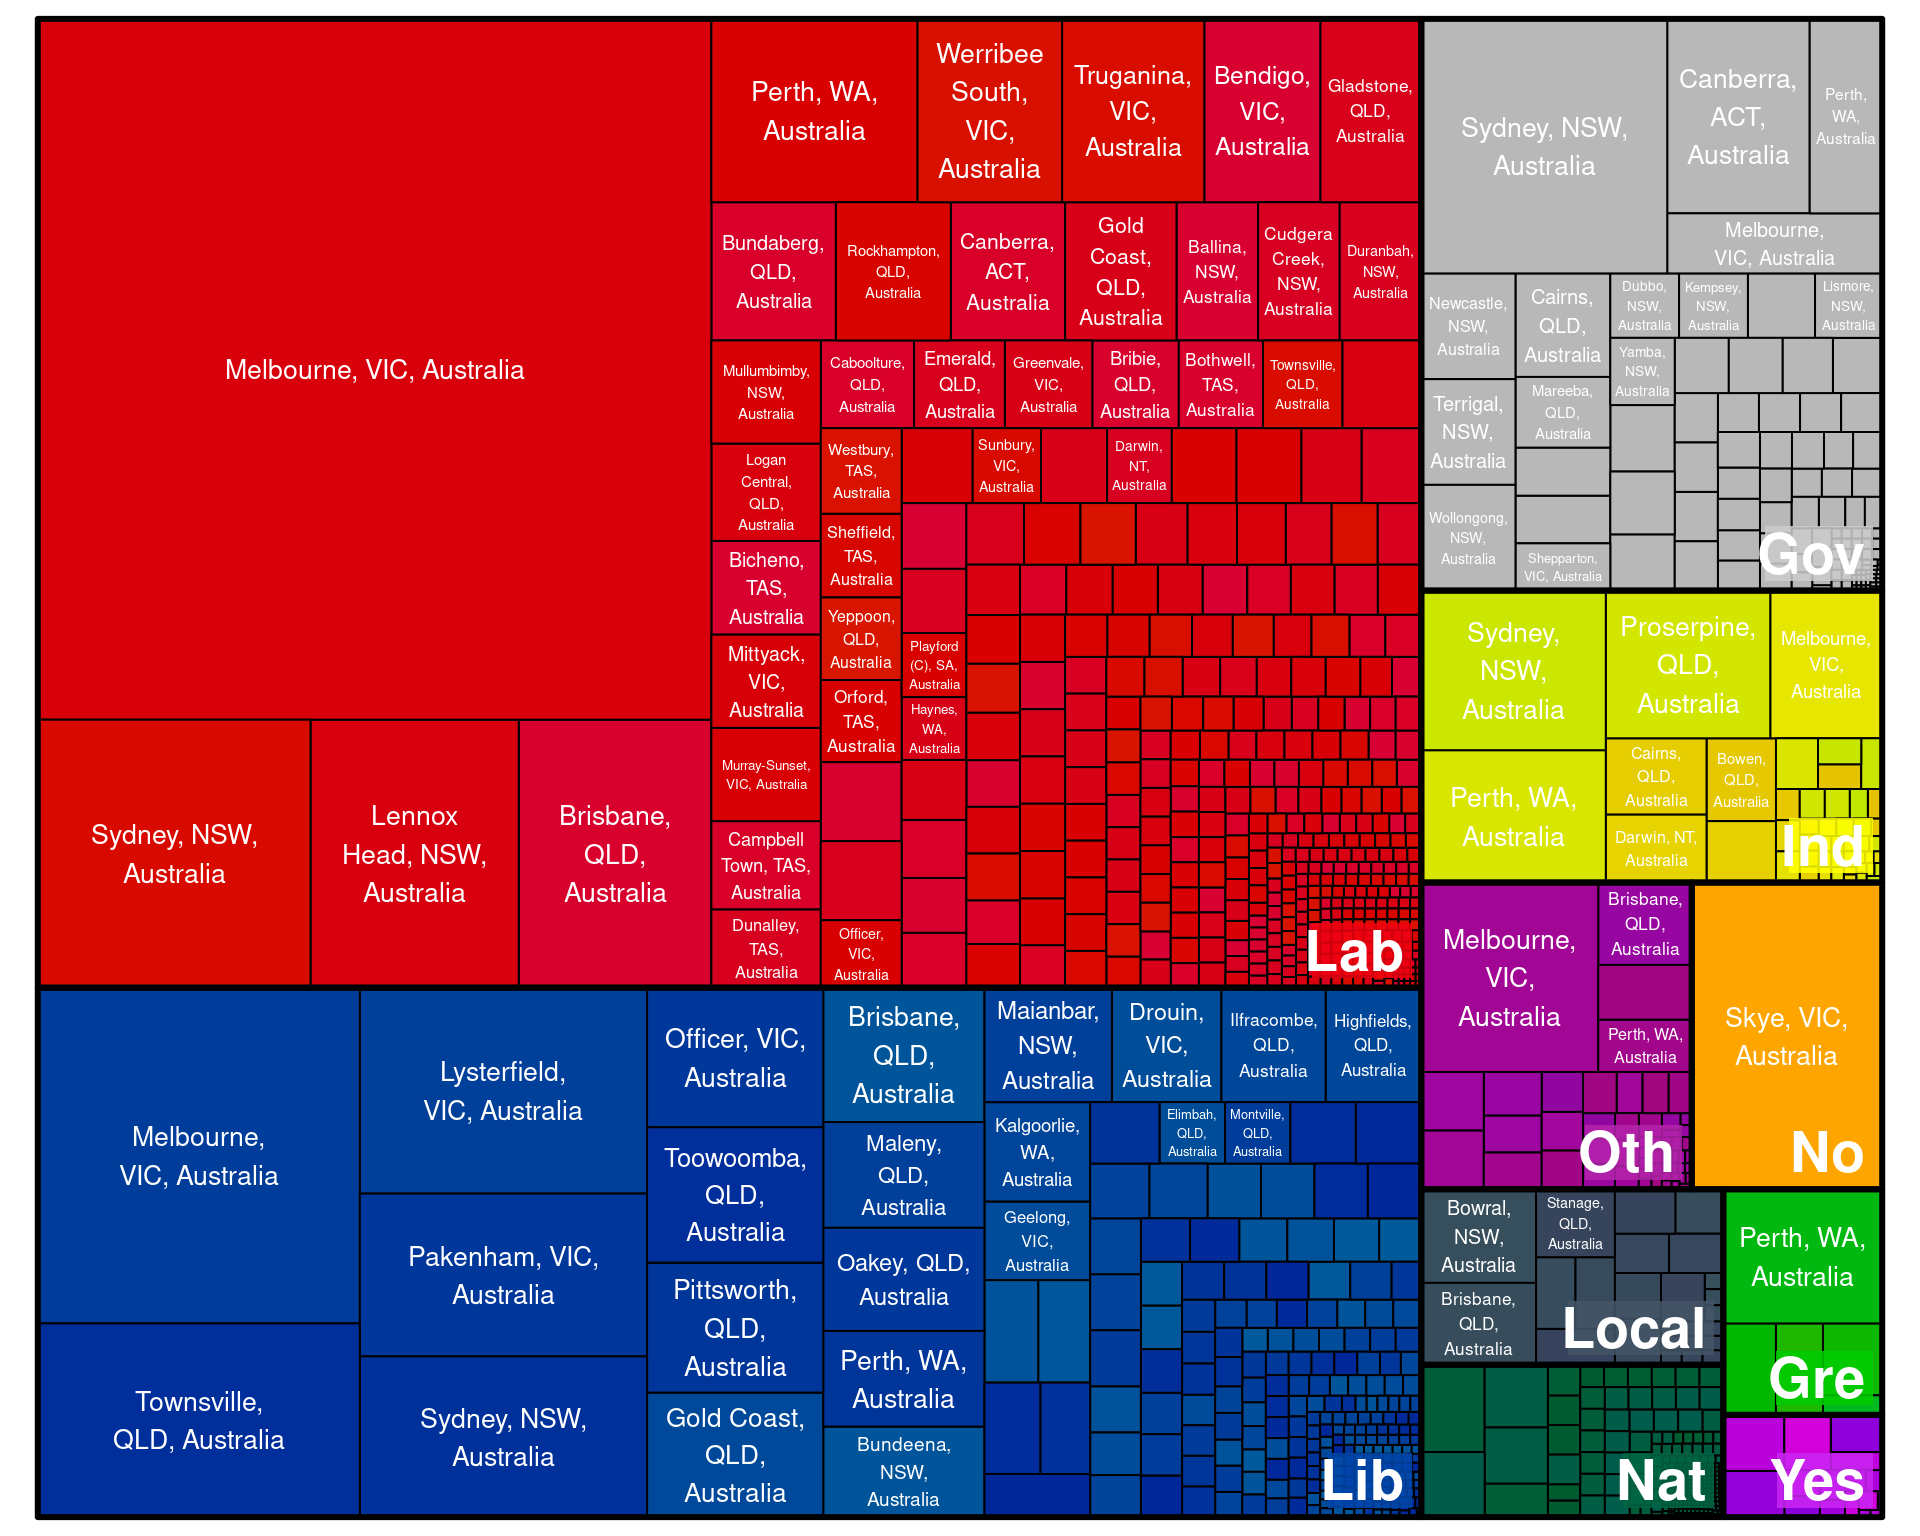 Melbourne, VIC, Australia
Sydney, NSW,
Australia
Lennox
Head, NSW,
Australia
Brisbane,
QLD,
Australia
Perth, WA,
Australia
Werribee
South,
VIC,
Australia
Truganina,
VIC,
Australia
Bendigo,
VIC,
Australia
Gladstone,
QLD,
Australia
Bundaberg,
QLD,
Australia
Rockhampton,
QLD,
Australia
Canberra,
ACT,
Australia
Gold
Coast,
QLD,
Australia
Ballina,
NSW,
Australia
Cudgera
Creek,
NSW,
Australia
Duranbah,
NSW,
Australia
Mullumbimby,
NSW,
Australia
Logan
Central,
QLD,
Australia
Bicheno,
TAS,
Australia
Mittyack,
VIC,
Australia
Murray-Sunset,
VIC, Australia
Campbell
Town, TAS,
Australia
Dunalley,
TAS,
Australia
Caboolture,
QLD,
Australia
Emerald,
QLD,
Australia
Greenvale,
VIC,
Australia
Bribie,
QLD,
Australia
Bothwell,
TAS,
Australia
Townsville,
QLD,
Australia
Westbury,
TAS,
Australia
Sheffield,
TAS,
Australia
Yeppoon,
QLD,
Australia
Orford,
TAS,
Australia
Officer,
VIC,
Australia
Sunbury,
VIC,
Australia
Darwin,
NT,
Australia
Playford
(C), SA,
Australia
Haynes,
WA,
Australia
Lab
Melbourne,
VIC, Australia
Townsville,
QLD, Australia
Lysterfield,
VIC, Australia
Pakenham, VIC,
Australia
Sydney, NSW,
Australia
Officer, VIC,
Australia
Toowoomba,
QLD,
Australia
Pittsworth,
QLD,
Australia
Gold Coast,
QLD,
Australia
Brisbane,
QLD,
Australia
Maleny,
QLD,
Australia
Oakey, QLD,
Australia
Perth, WA,
Australia
Bundeena,
NSW,
Australia
Maianbar,
NSW,
Australia
Drouin,
VIC,
Australia
Ilfracombe,
QLD,
Australia
Highfields,
QLD,
Australia
Kalgoorlie,
WA,
Australia
Geelong,
VIC,
Australia
Elimbah,
QLD,
Australia
Montville,
QLD,
Australia
Lib
Sydney, NSW,
Australia
Canberra,
ACT,
Australia
Perth,
WA,
Australia
Melbourne,
VIC, Australia
Newcastle,
NSW,
Australia
Terrigal,
NSW,
Australia
Wollongong,
NSW,
Australia
Cairns,
QLD,
Australia
Mareeba,
QLD,
Australia
Shepparton,
VIC, Australia
Dubbo,
NSW,
Australia
Kempsey,
NSW,
Australia
Lismore,
NSW,
Australia
Yamba,
NSW,
Australia
Gov
Sydney,
NSW,
Australia
Perth, WA,
Australia
Proserpine,
QLD,
Australia
Melbourne,
VIC,
Australia
Cairns,
QLD,
Australia
Darwin, NT,
Australia
Bowen,
QLD,
Australia
Ind
Melbourne,
VIC,
Australia
Brisbane,
QLD,
Australia
Perth, WA,
Australia
Oth
Skye, VIC,
Australia
No
Bowral,
NSW,
Australia
Brisbane,
QLD,
Australia
Stanage,
QLD,
Australia
Local
Perth, WA,
Australia
Gre
Nat
Yes